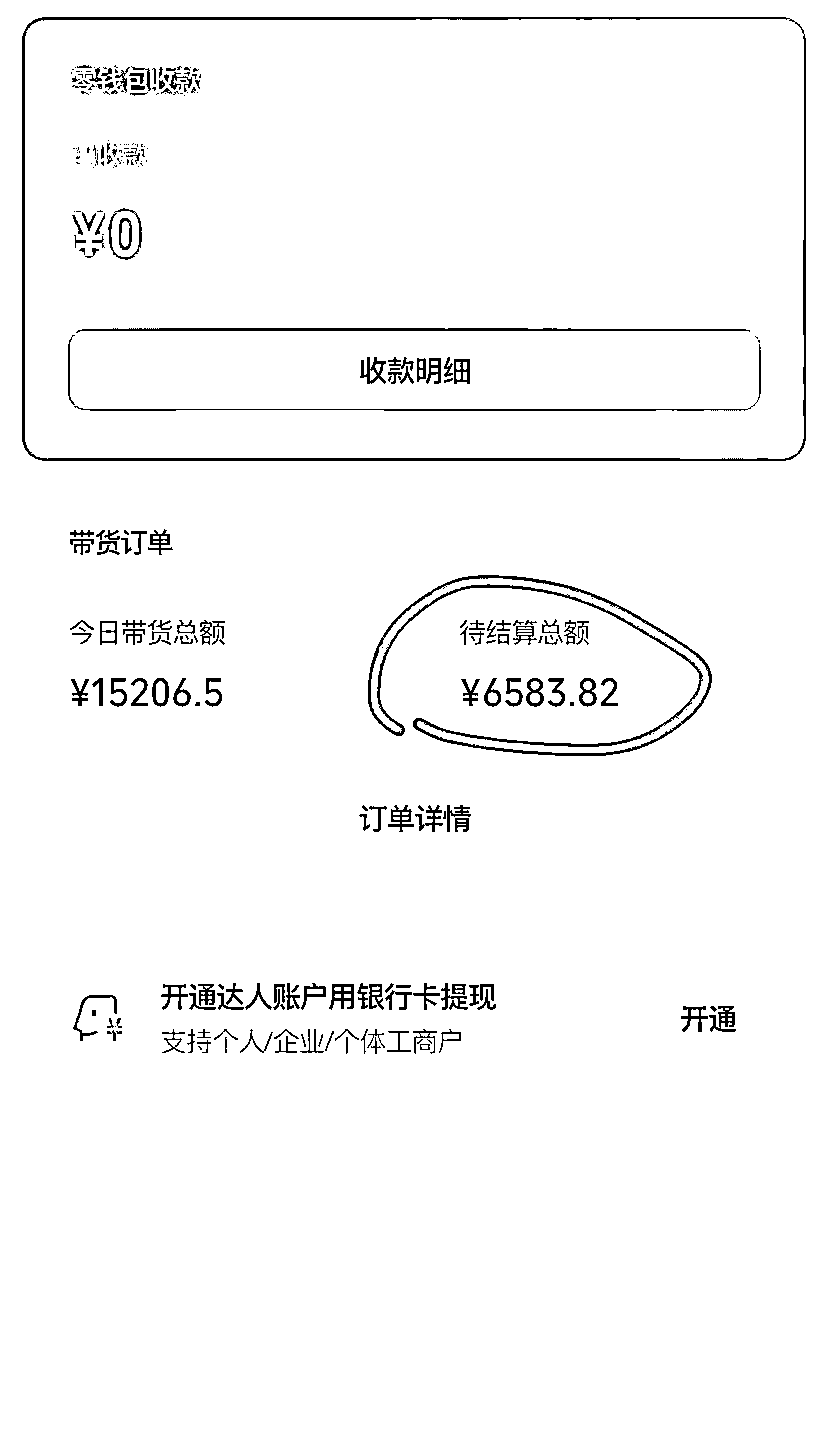 零钱包收款
¥0
收款明细
带货订单
今日带货总额 待结算总额
¥15206.5 ¥6583.82
订单详情
开通达人账户用银行卡提现
支持个人/企业/个体工商户
开通